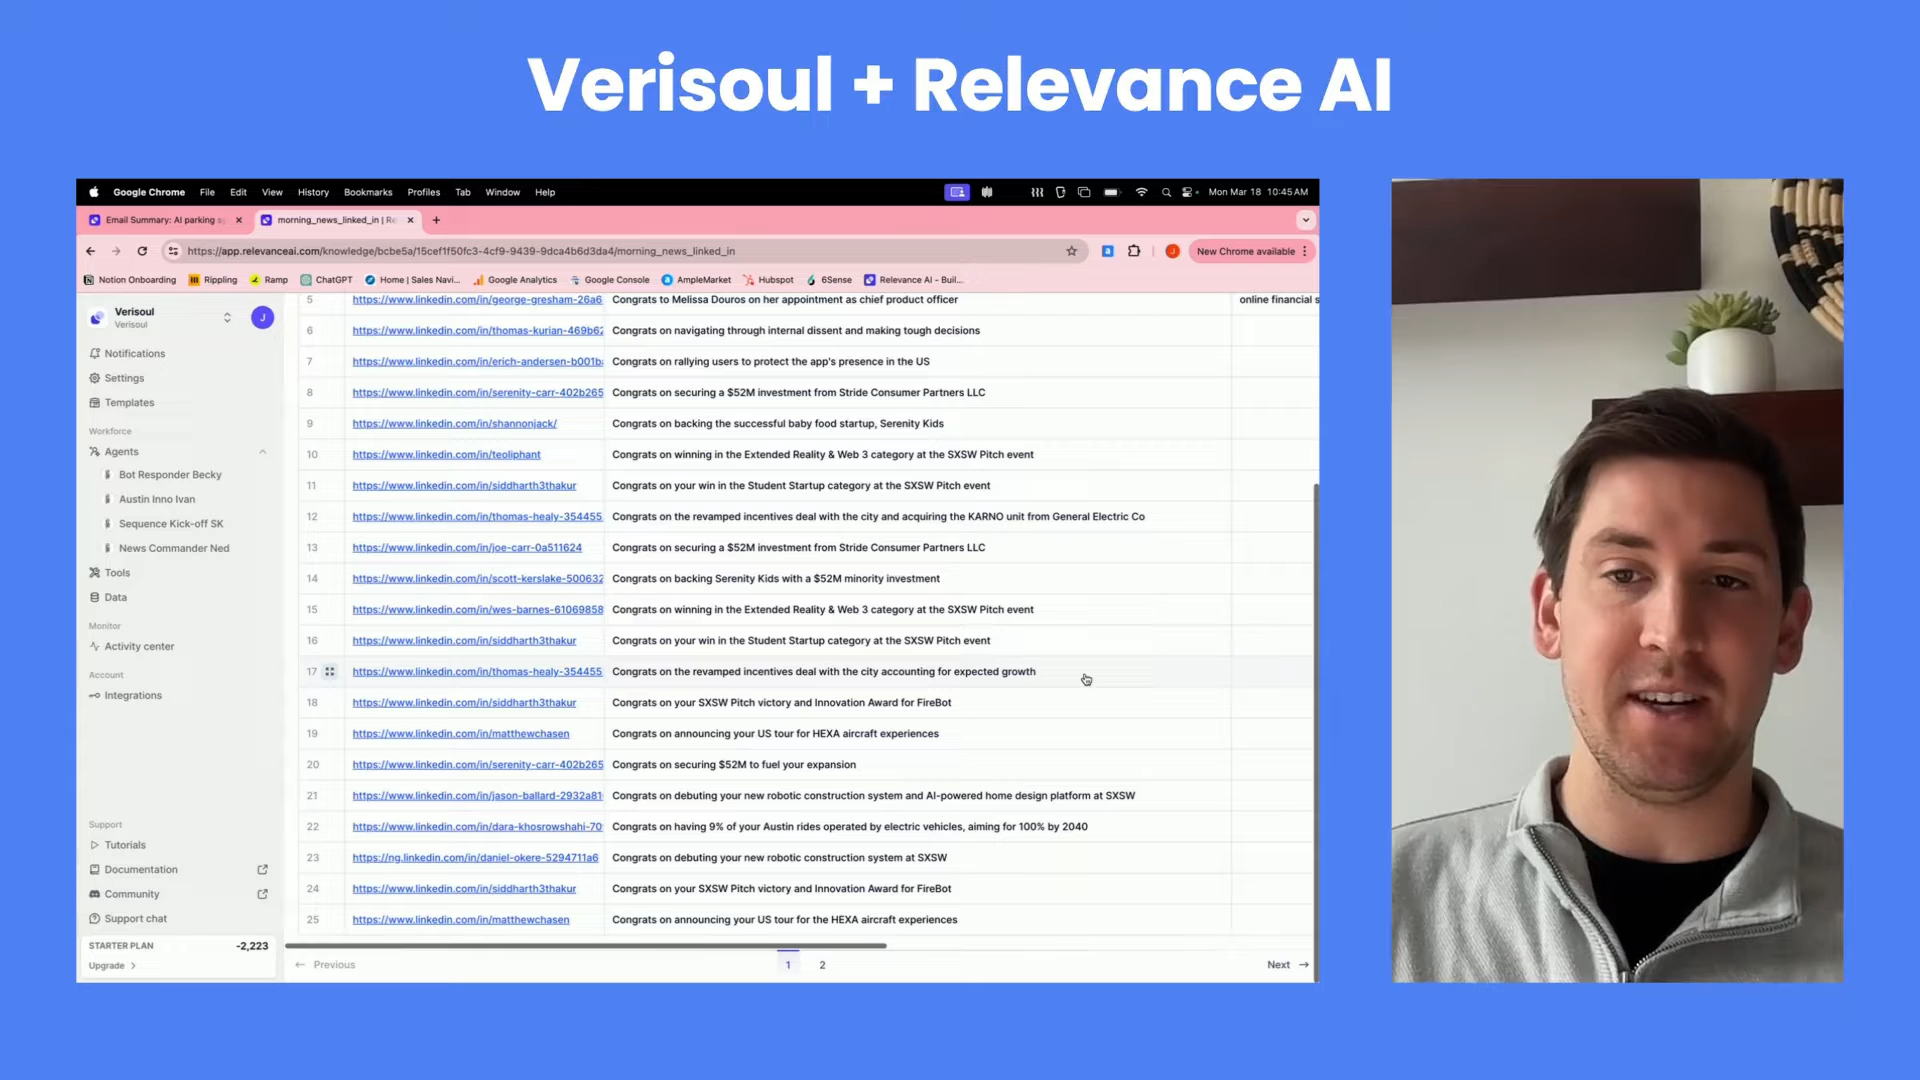 Verisoul + Relevance AI
Google Chrome File Edit View History Bookmarks Profiles Tab Window Help Mon Mar 18 10:45 AM
Email Summary: AI parking s morning_news_linked_in | Re
https://app.relevanceai.com/knowledge/bcbe5a/15cef1f50fc3-4cf9-9439-9dca4b6d3da4/morning_news_linked_in New Chrome available
Notion Onboarding Rippling Ramp ChatGPT Home | Sales Navi... Google Analytics Google Console AmpleMarket Hubspot 6Sense Relevance AI - Buil...
Verisoul
Verisoul
J
Notifications
Settings
Templates
Workforce
Agents
Bot Responder Becky
Austin Inno Ivan
Sequence Kick-off SK
News Commander Ned
Tools
Data
Monitor
Activity center
Account
Integrations
Support
Tutorials
Documentation
Community
Support chat
STARTER PLAN -2,223
Upgrade
5 https://www.linkedin.com/in/george-gresham-26a6 Congrats to Melissa Douros on her appointment as chief product officer online financial s
6 https://www.linkedin.com/in/thomas-kurian-469b62 Congrats on navigating through internal dissent and making tough decisions
7 https://www.linkedin.com/in/erich-andersen-b001ba Congrats on rallying users to protect the app's presence in the US
8 https://www.linkedin.com/in/serenity-carr-402b265 Congrats on securing a $52M investment from Stride Consumer Partners LLC
9 https://www.linkedin.com/in/shannonjack/ Congrats on backing the successful baby food startup, Serenity Kids
10 https://www.linkedin.com/in/teoliphant Congrats on winning in the Extended Reality & Web 3 category at the SXSW Pitch event
11 https://www.linkedin.com/in/siddharth3thakur Congrats on your win in the Student Startup category at the SXSW Pitch event
12 https://www.linkedin.com/in/thomas-healy-354455 Congrats on the revamped incentives deal with the city and acquiring the KARNO unit from General Electric Co
13 https://www.linkedin.com/in/joe-carr-0a511624 Congrats on securing a $52M investment from Stride Consumer Partners LLC
14 https://www.linkedin.com/in/scott-kerslake-500632 Congrats on backing Serenity Kids with a $52M minority investment
15 https://www.linkedin.com/in/wes-barnes-61069858 Congrats on winning in the Extended Reality & Web 3 category at the SXSW Pitch event
16 https://www.linkedin.com/in/siddharth3thakur Congrats on your win in the Student Startup category at the SXSW Pitch event
17 https://www.linkedin.com/in/thomas-healy-354455 Congrats on the revamped incentives deal with the city accounting for expected growth
18 https://www.linkedin.com/in/siddharth3thakur Congrats on your SXSW Pitch victory and Innovation Award for FireBot
19 https://www.linkedin.com/in/matthewchasen Congrats on announcing your US tour for HEXA aircraft experiences
20 https://www.linkedin.com/in/serenity-carr-402b265 Congrats on securing $52M to fuel your expansion
21 https://www.linkedin.com/in/jason-ballard-2932a81 Congrats on debuting your new robotic construction system and AI-powered home design platform at SXSW
22 https://www.linkedin.com/in/dara-khosrowshahi-70 Congrats on having 9% of your Austin rides operated by electric vehicles, aiming for 100% by 2040
23 https://ng.linkedin.com/in/daniel-okere-5294711a6 Congrats on debuting your new robotic construction system at SXSW
24 https://www.linkedin.com/in/siddharth3thakur Congrats on your SXSW Pitch victory and Innovation Award for FireBot
25 https://www.linkedin.com/in/matthewchasen Congrats on announcing your US tour for the HEXA aircraft experiences
Previous 1 2 Next